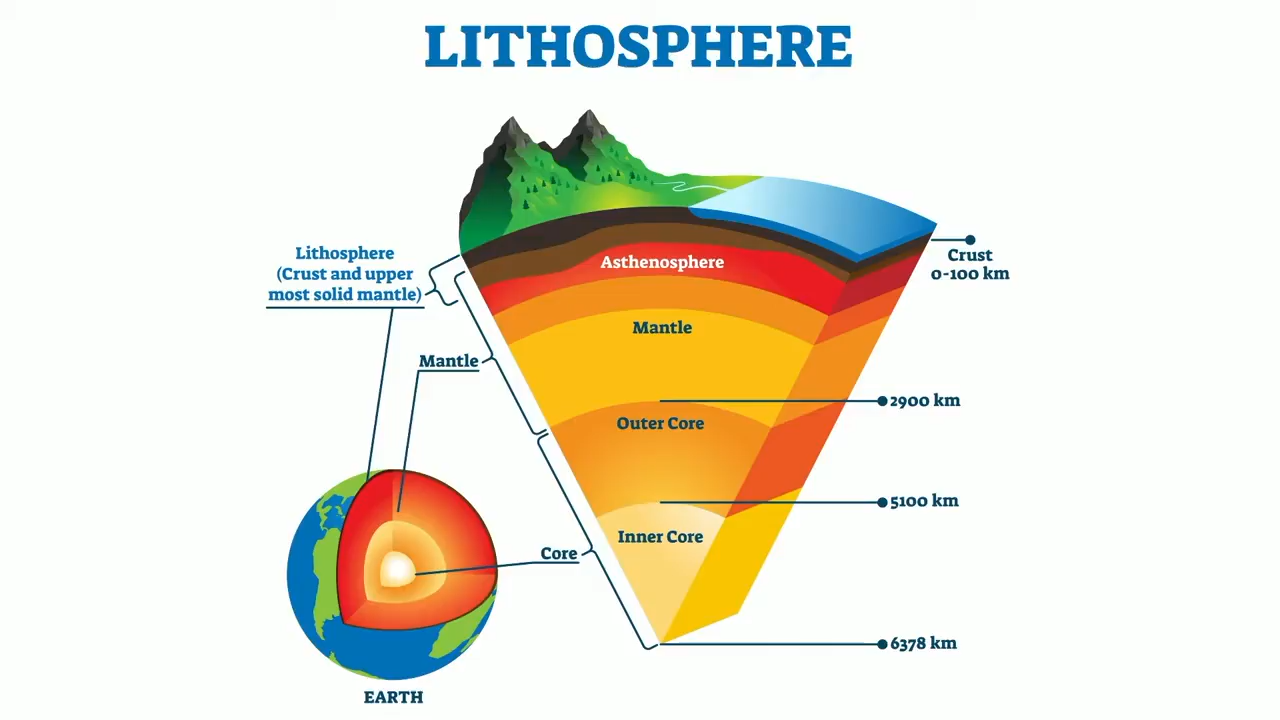 LITHOSPHERE
Lithosphere
(Crust and upper
most solid mantle)
Asthenosphere
Crust
0-100 km
Mantle
Mantle
2900 km
Outer Core
5100 km
Inner Core
Core
6378 km
EARTH